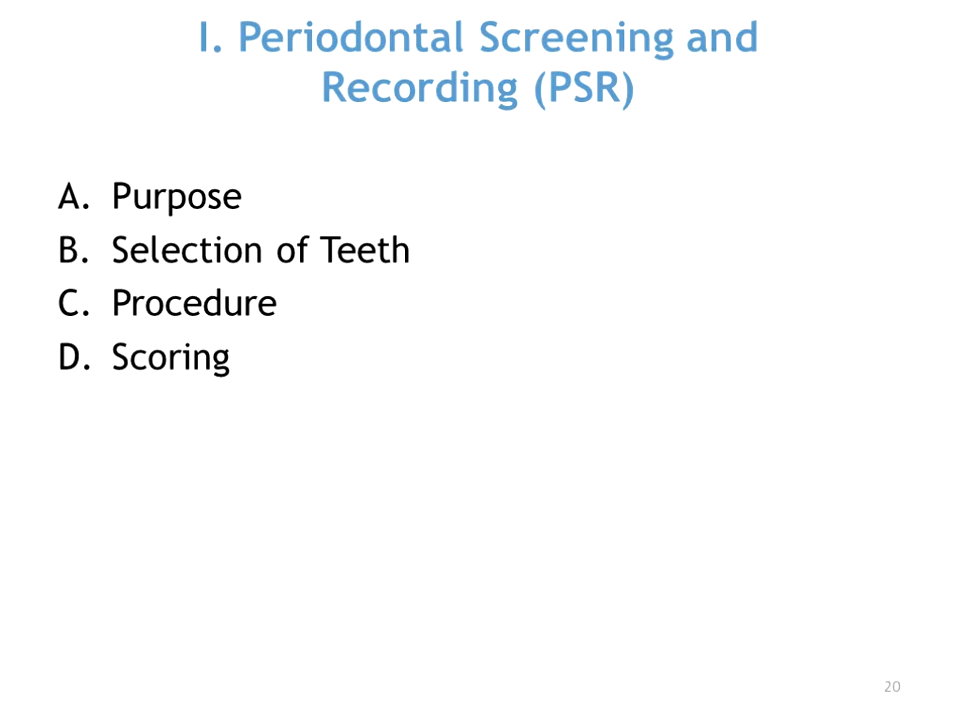 I. Periodontal Screening and
Recording (PSR)
A. Purpose
B. Selection of Teeth
C. Procedure
D. Scoring
20